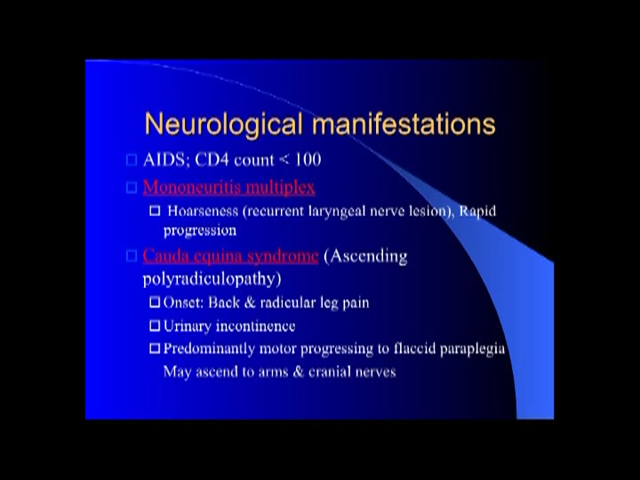 Neurological manifestations
AIDS; CD4 count < 100
Mononeuritis multiplex
Hoarseness (recurrent laryngeal nerve lesion), Rapid
progression
Cauda equina syndrome (Ascending
polyradiculopathy)
Onset: Back & radicular leg pain
Urinary incontinence
Predominantly motor progressing to flaccid paraplegia
May ascend to arms & cranial nerves